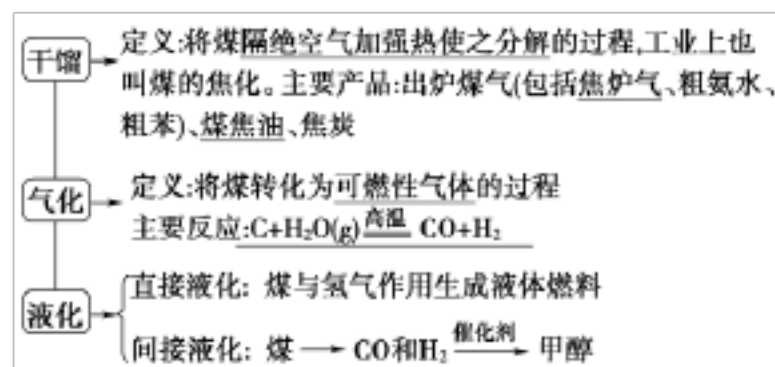 干馏
定义:将煤隔绝空气加强热使之分解的过程,工业上也
叫煤的焦化。主要产品:出炉煤气(包括焦炉气、粗氨水、
粗苯)、煤焦油、焦炭
气化
定义:将煤转化为可燃性气体的过程
主要反应:C+H₂O(g)高温══CO+H₂
液化
直接液化: 煤与氢气作用生成液体燃料
间接液化: 煤→CO和H₂催化剂→甲醇